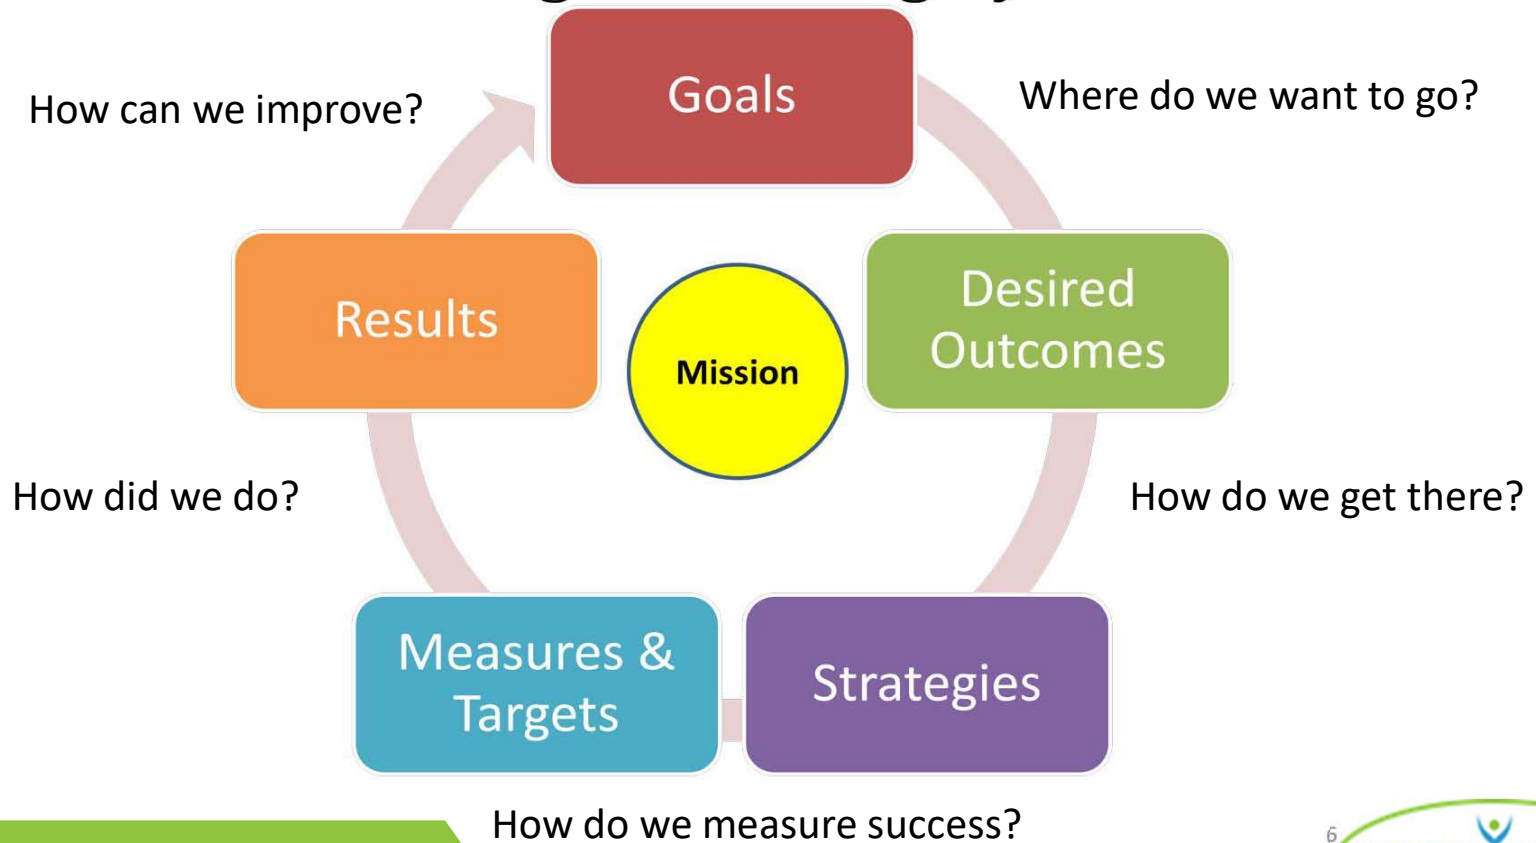 Goals
Where do we want to go?
How can we improve?
Desired
Outcomes
Results
Mission
How do we get there?
How did we do?
Strategies
Measures &
Targets
How do we measure success?
6